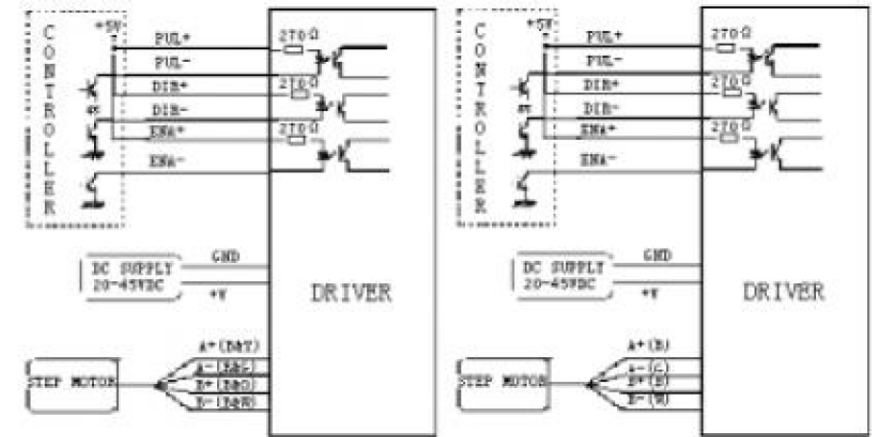 CONTROLLER
+5V
PUL+
270Ω
PUL-
DIR+
270Ω
DIR-
ENA+
270Ω
ENA-
DC SUPPLY
20-45VDC
GND
+V
DRIVER
STEP MOTOR
A+(B&Y)
A-(B&G)
B+(B&O)
B-(B&W)
CONTROLLER
+5V
PUL+
270Ω
PUL-
DIR+
270Ω
DIR-
ENA+
270Ω
ENA-
DC SUPPLY
20-45VDC
GND
+V
DRIVER
STEP MOTOR
A+(B)
A-(G)
B-(W)